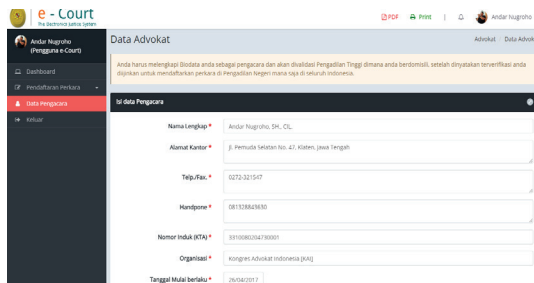 e - Court
The Electronics Justice System
PDF
Print
Andar Nugroho
Andar Nugroho
(Pengguna e-Court)
Dashboard
Pendaftaran Perkara
Data Pengacara
Keluar
Data Advokat
Advokat
Data Advok
Anda harus melengkapi Biodata anda sebagai pengacara dan akan divalidasi Pengadilan Tinggi dimana anda berdomisili, setelah dinyatakan terverifikasi anda
diijinkan untuk mendaftarkan perkara di Pengadilan Negeri mana saja di seluruh Indonesia.
Isi data Pengacara
Nama Lengkap *
Andar Nugroho, SH., CIL.
Alamat Kantor *
Jl. Pemuda Selatan No. 47, Klaten, Jawa Tengah
Telp./Fax. *
0272-321547
Handpone *
081328843630
Nomor Induk (KTA) *
3310080204730001
Organisasi *
Kongres Advokat Indonesia [KAI]
Tanggal Mulai berlaku *
26/04/2017